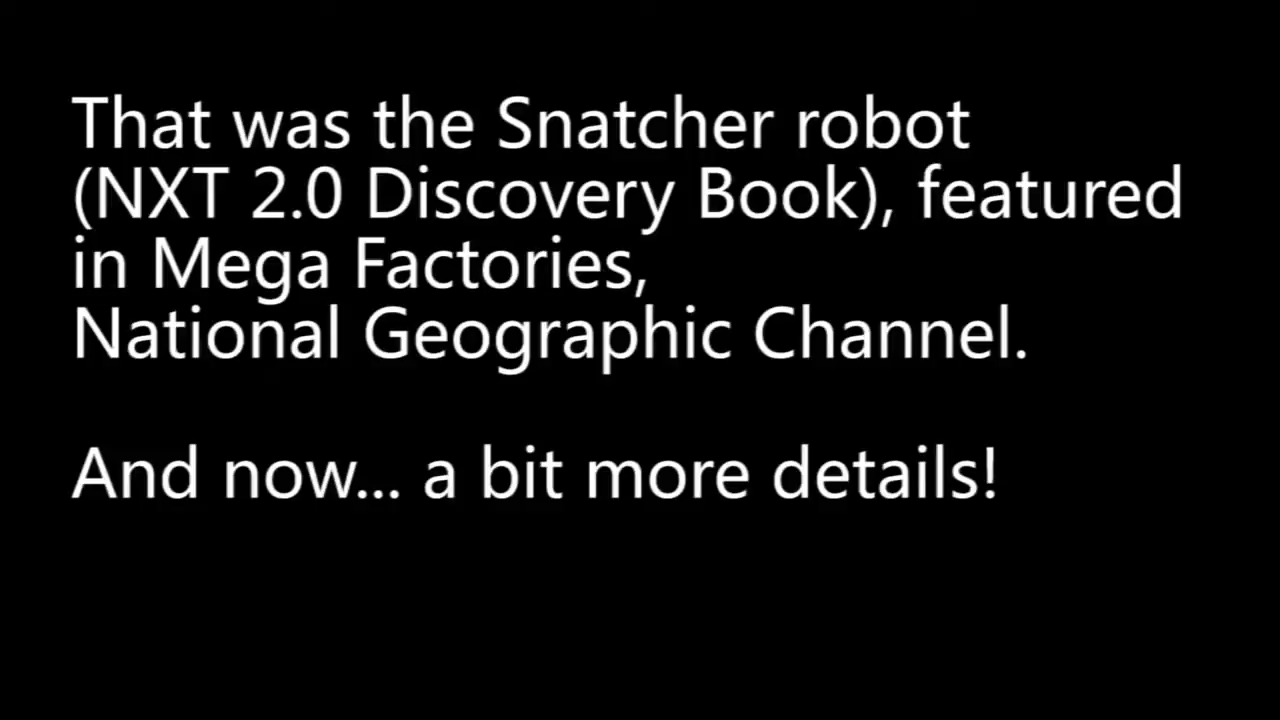 That was the Snatcher robot
(NXT 2.0 Discovery Book), featured
in Mega Factories,
National Geographic Channel.
And now... a bit more details!